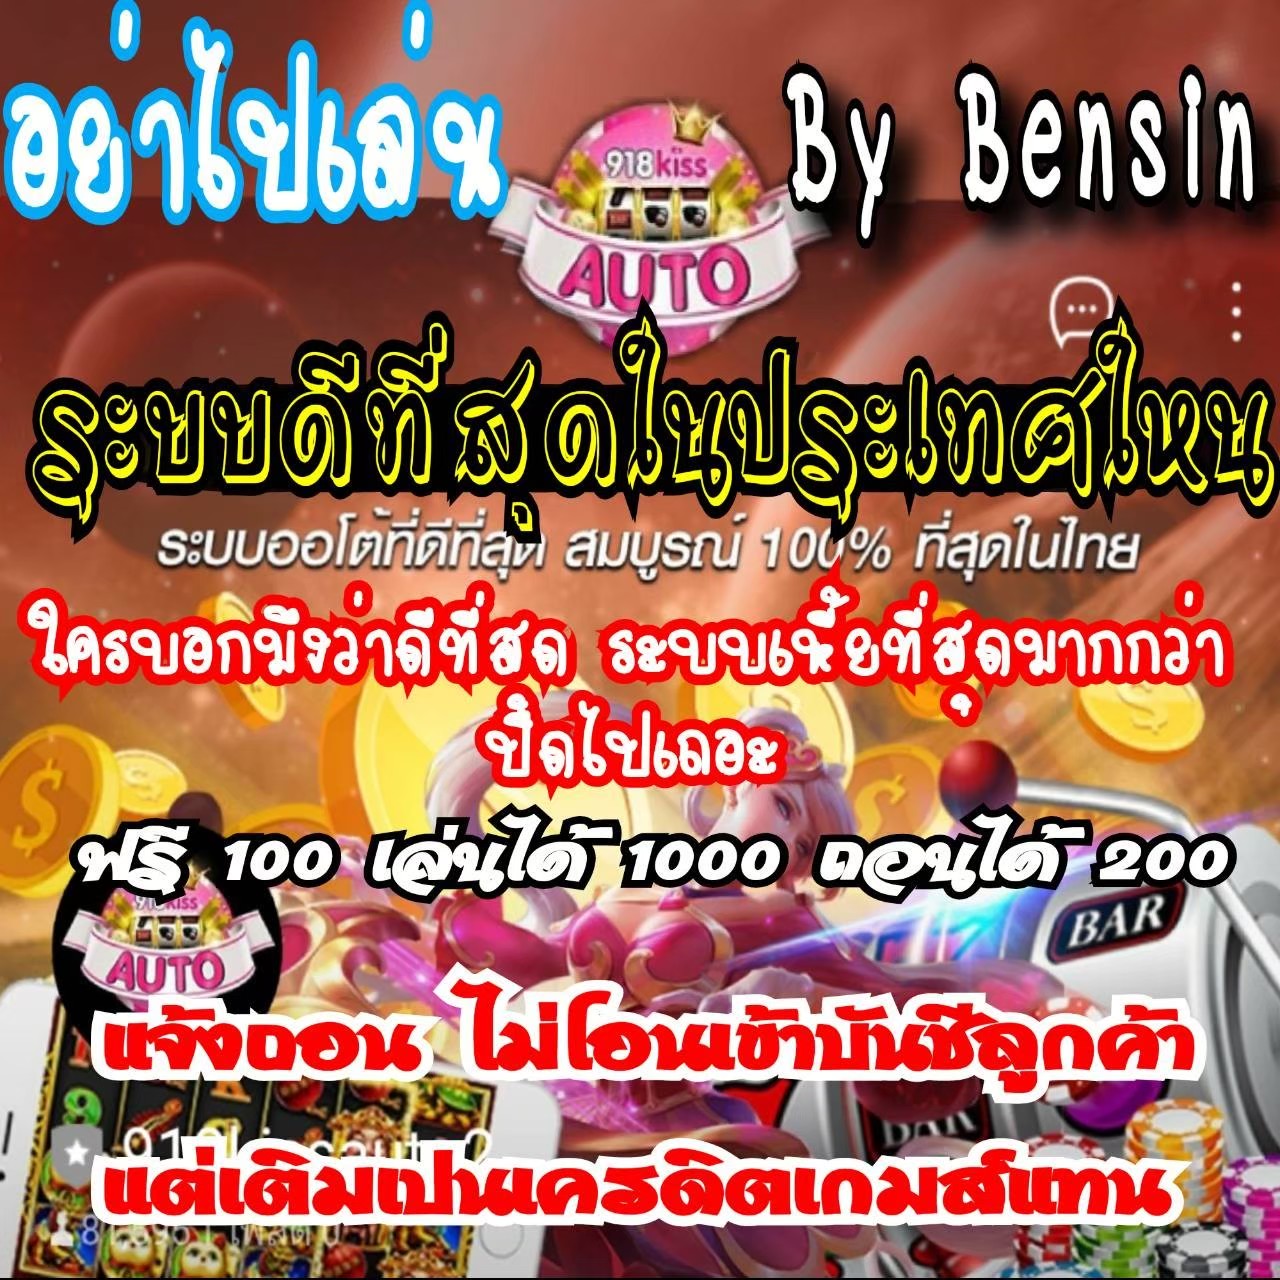 อย่าไปเล่น
By Bensin
918kiss
AUTO
ระบบดีที่สุดในประเทศไหน
ระบบออโต้ที่ดีที่สุด สมบูรณ์ 100% ที่สุดในไทย
ใครบอกมึงว่าดีที่สุด ระบบเหี้ยที่สุดมากกว่า
ปิดไปเถอะ
ฟรี 100 เล่นได้ 1000 ถอนได้ 200
918kiss
AUTO
BAR
แจ้งถอน ไม่โอนเข้าบันชีลูกค้า
BAR
แต่เติมเปนเครดิตเกมส์แทน